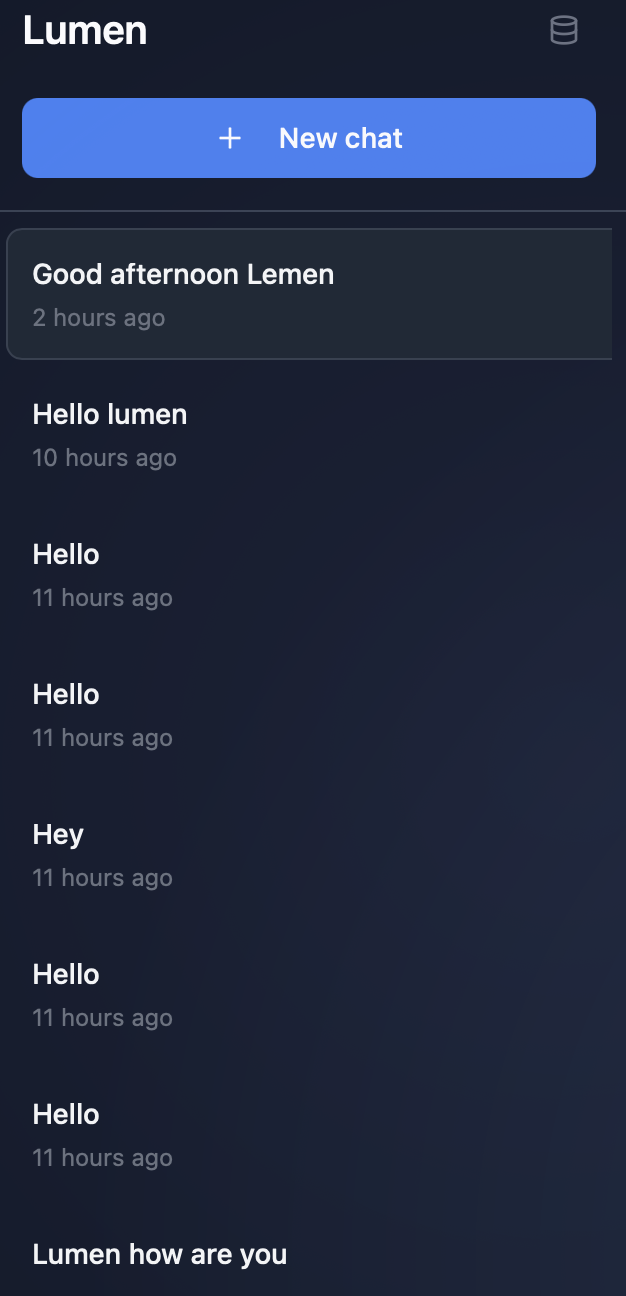 Lumen
New chat
Good afternoon Lemen
2 hours ago
Hello lumen
10 hours ago
Hello
11 hours ago
Hello
11 hours ago
Hey
11 hours ago
Hello
11 hours ago
Hello
11 hours ago
Lumen how are you